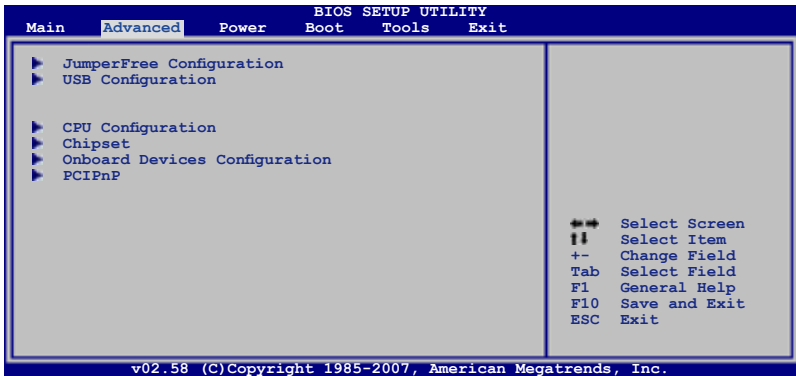 BIOS SETUP UTILITY
Main Advanced Power Boot Tools Exit
JumperFree Configuration
USB Configuration
CPU Configuration
Chipset
Onboard Devices Configuration
PCIPnP
←→ Select Screen
↑↓ Select Item
+- Change Field
Tab Select Field
F1 General Help
F10 Save and Exit
ESC Exit
v02.58 (C)Copyright 1985-2007, American Megatrends, Inc.